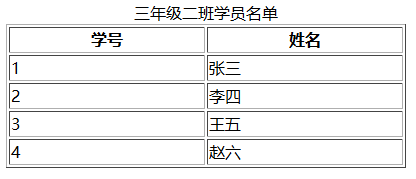 三年级二班学员名单
学号 姓名
1 张三
2 李四
3 王五
4 赵六